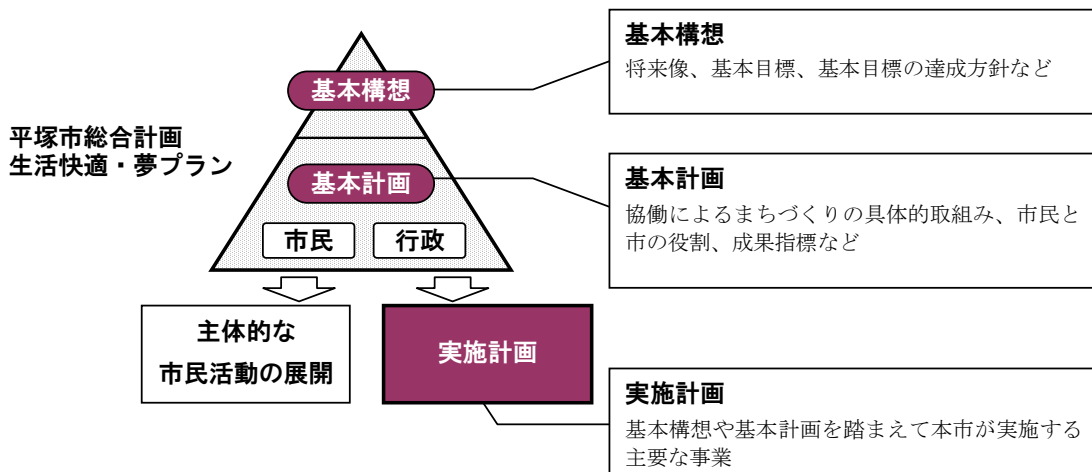 平塚市総合計画
生活快適・夢プラン
基本構想
基本計画
市民
行政
主体的な
市民活動の展開
実施計画
基本構想
将来像、基本目標、基本目標の達成方針など
基本計画
協働によるまちづくりの具体的取組み、市民と
市の役割、成果指標など
実施計画
基本構想や基本計画を踏まえて本市が実施する
主要な事業